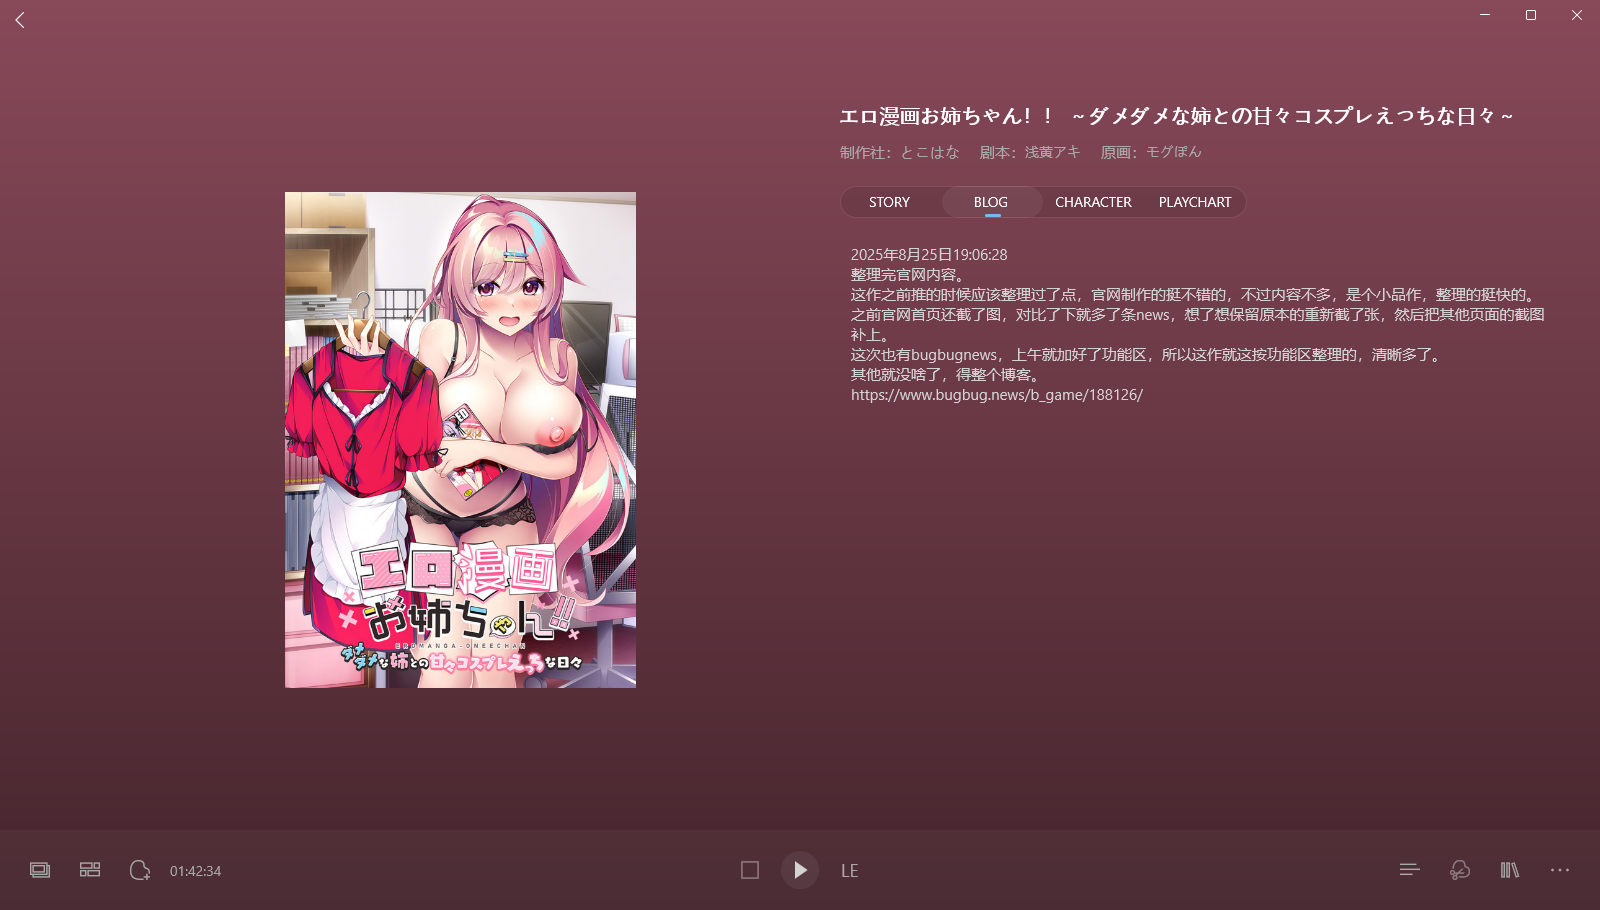 エロ漫画お姉ちゃん！！ ～ダメダメな姉との甘々コスプレえっちな日々～
制作社：とこはな 剧本：浅黄アキ 原画：モグぽん
STORY BLOG CHARACTER PLAYCHART
2025年8月25日19:06:28
整理完官网内容。
这作之前推的时候应该整理过了点，官网制作的挺不错的，不过内容不多，是个小品作，整理的挺快的。
之前官网首页还截了图，对比了下就多了条news，想了想保留原本的重新截了张，然后把其他页面的截图
补上。
这次也有bugbugnews，上午就加好了功能区，所以这作就这按功能区整理的，清晰多了。
其他就没啥了，得整个博客。
https://www.bugbug.news/b_game/188126/
エロ漫画
お姉ちゃん!!
EROMANGA-ONEECHAN
ダメダメな姉との甘々コスプレえっちな日々
01:42:34
LE